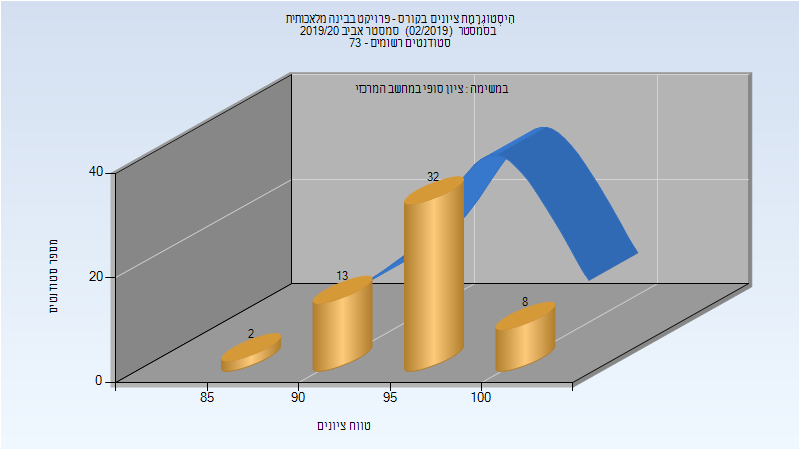 היסטוגרמת ציונים בקורס - פרויקט בבינה מלאכותית
בסמסטר (02/2019) סמסטר אביב 2019/20
סטודנטים רשומים - 73
במשימה : ציון סופי במחשב המרכזי
מספר סטודנטים
40
20
0
2
13
32
8
85
90
95
100
טווח ציונים